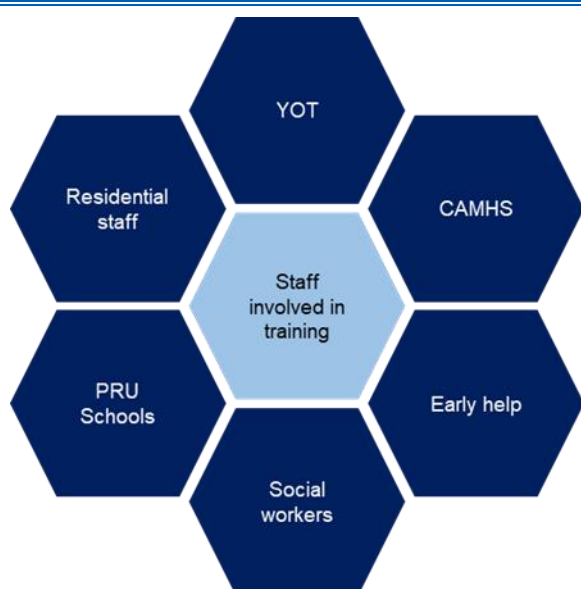 YOT
Residential
staff
CAMHS
Staff
involved in
training
PRU
Schools
Early help
Social
workers